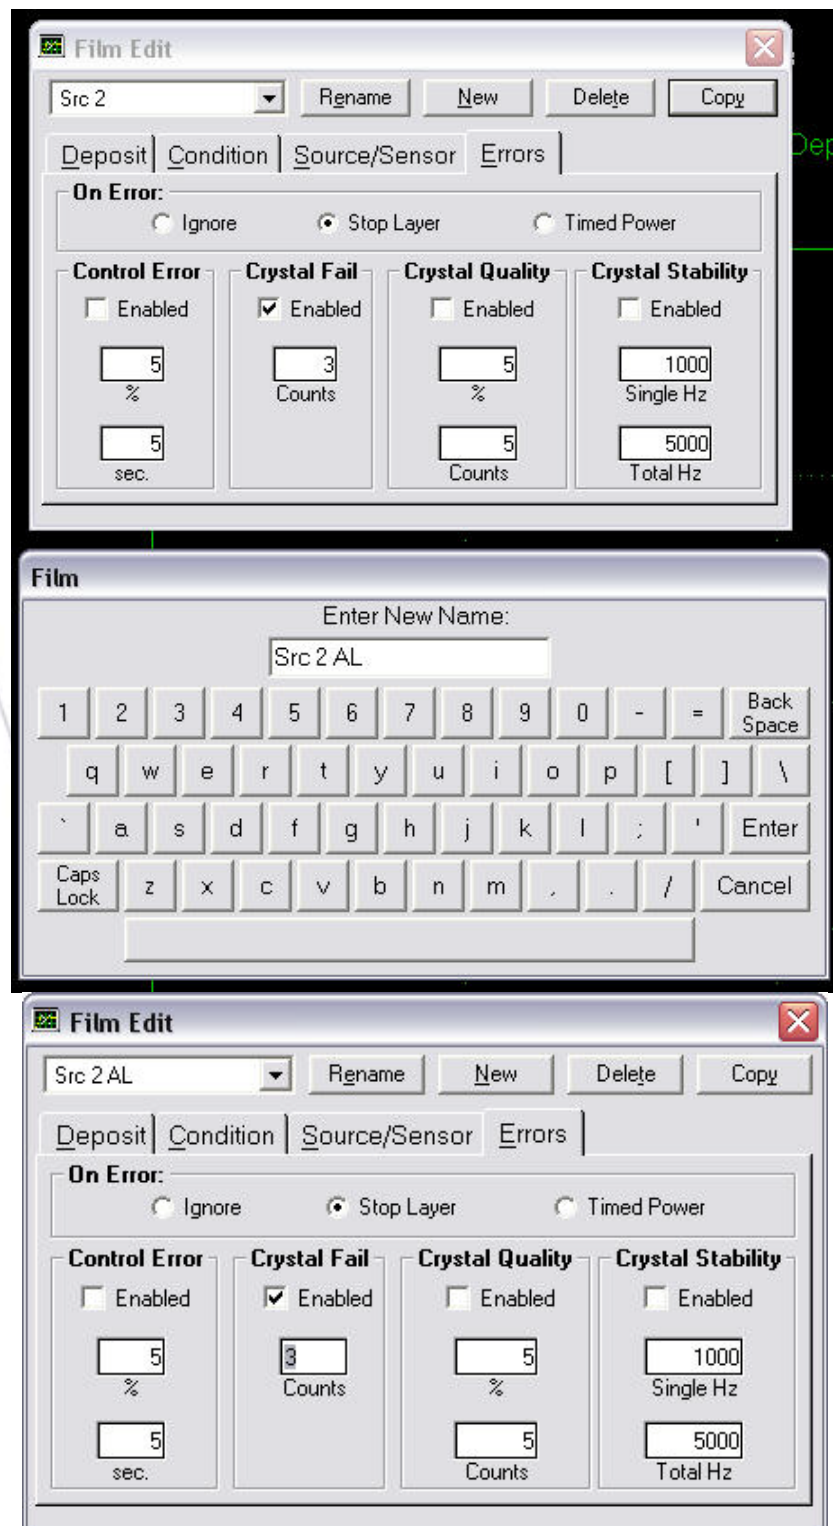 Film Edit
Src 2 Rename New Delete Copy
Dep
Deposit Condition Source/Sensor Errors
On Error:
Ignore Stop Layer Timed Power
Control Error Crystal Fail Crystal Quality Crystal Stability
Enabled Enabled Enabled Enabled
5 3 5 1000
% Counts % Single Hz
5 5 5000
sec. Counts Total Hz
Film
Enter New Name:
Src 2 AL
1 2 3 4 5 6 7 8 9 0 - = Back Space
q w e r t y u i o p [ ] \
` a s d f g h j k l ; ' Enter
Caps Lock z x c v b n m , . / Cancel
Film Edit
Src 2 AL Rename New Delete Copy
Deposit Condition Source/Sensor Errors
On Error:
Ignore Stop Layer Timed Power
Control Error Crystal Fail Crystal Quality Crystal Stability
Enabled Enabled Enabled Enabled
5 3 5 1000
% Counts % Single Hz
5 5 5000
sec. Counts Total Hz